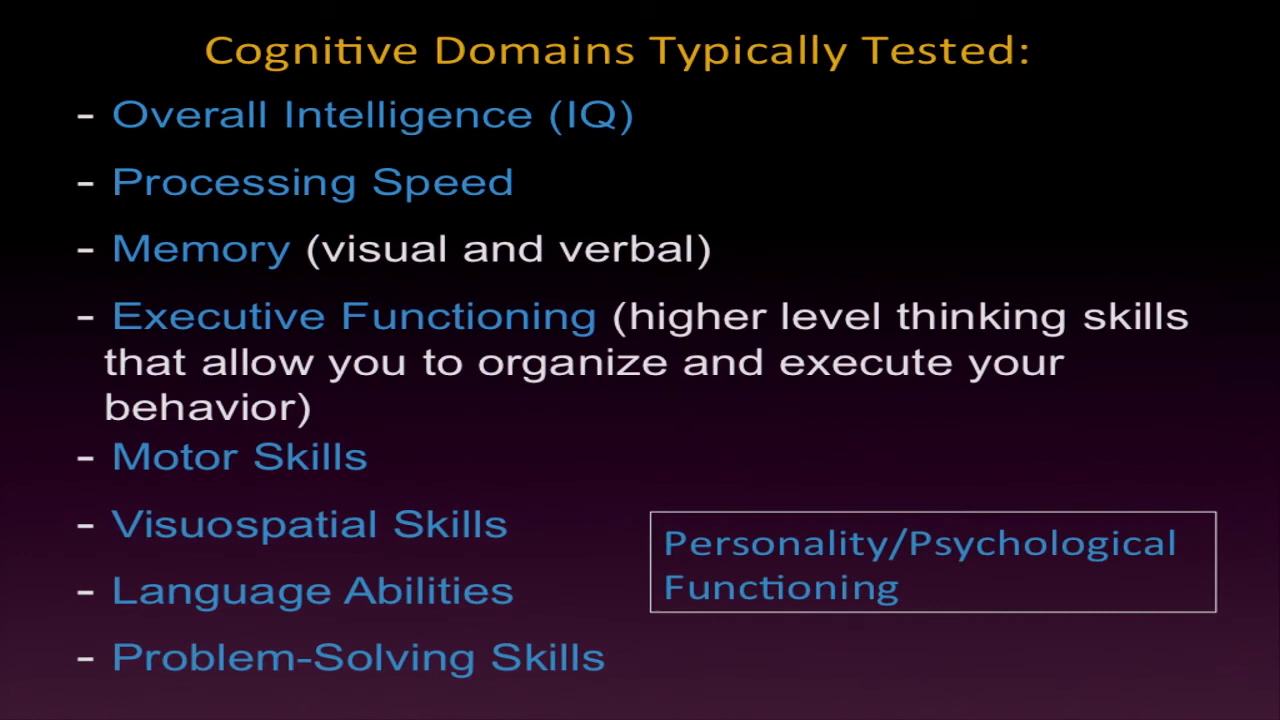 Cognitive Domains Typically Tested:
- Overall Intelligence (IQ)
- Processing Speed
- Memory (visual and verbal)
- Executive Functioning (higher level thinking skills
that allow you to organize and execute your
behavior)
- Motor Skills
- Visuospatial Skills
- Language Abilities
- Problem-Solving Skills
Personality/Psychological
Functioning